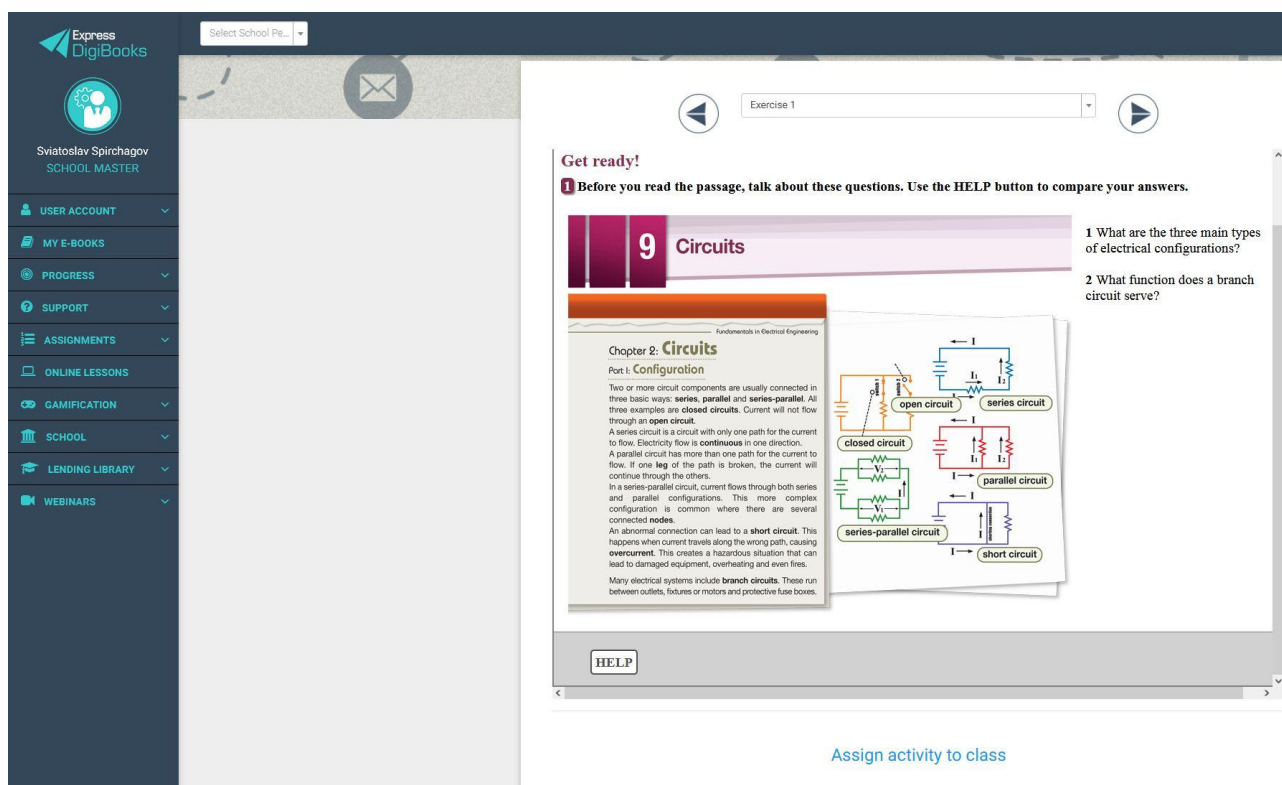 Express
DigiBooks
Select School Pe...
Sviatoslav Spirchagov
SCHOOL MASTER
USER ACCOUNT
MY E-BOOKS
PROGRESS
SUPPORT
ASSIGNMENTS
ONLINE LESSONS
GAMIFICATION
SCHOOL
LENDING LIBRARY
WEBINARS
Exercise 1
Get ready!
1 Before you read the passage, talk about these questions. Use the HELP button to compare your answers.
9 Circuits
Fundamentals in Electrical Engineering
Chapter 2: Circuits
Part I: Configuration
Two or more circuit components are usually connected in
three basic ways: series, parallel and series-parallel. All
three examples are closed circuits. Current will not flow
through an open circuit.
A series circuit is a circuit with only one path for the current
to flow. Electricity flow is continuous in one direction.
A parallel circuit has more than one path for the current to
flow. If one leg of the path is broken, the current will
continue through the others.
In a series-parallel circuit, current flows through both series
and parallel configurations. This more complex
configuration is common where there are several
connected nodes.
An abnormal connection can lead to a short circuit. This
happens when current travels along the wrong path, causing
overcurrent. This creates a hazardous situation that can
lead to damaged equipment, overheating and even fires.
Many electrical systems include branch circuits. These run
between outlets, fixtures or motors and protective fuse boxes.
I
I1
I2
I
switch 1
switch 2
open circuit
series circuit
closed circuit
I
I1
I2
I
parallel circuit
V2
I
V1
series-parallel circuit
I
I
I
short circuit
1 What are the three main types
of electrical configurations?
2 What function does a branch
circuit serve?
HELP
Assign activity to class